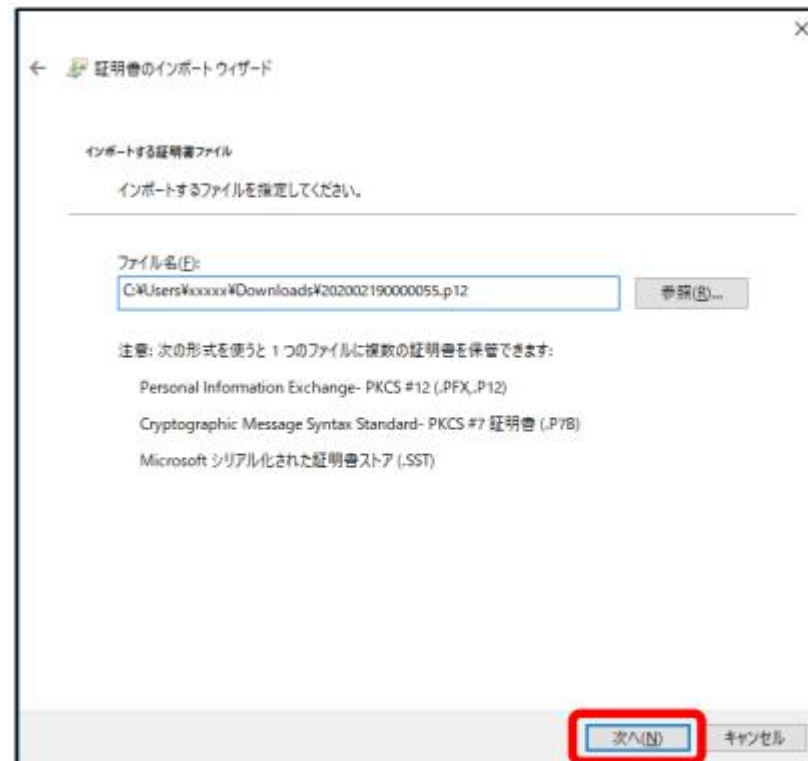 証明書のインポート ウィザード
インポートする証明書ファイル
インポートするファイルを指定してください。
ファイル名(F):
C:¥Users¥xxxxx¥Downloads¥202002190000055.p12
参照(R)...
注意: 次の形式を使うと 1 つのファイルに複数の証明書を保管できます:
Personal Information Exchange- PKCS #12 (.PFX,.P12)
Cryptographic Message Syntax Standard- PKCS #7 証明書 (.P7B)
Microsoft シリアル化された証明書ストア (.SST)
次へ(N)
キャンセル